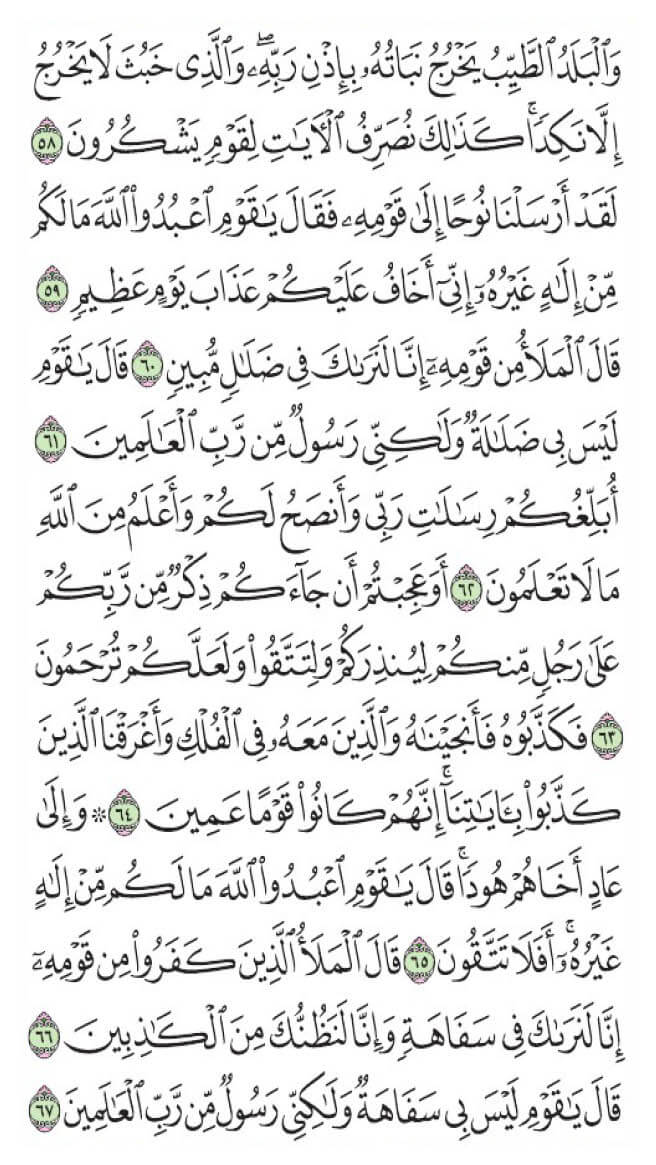 وَٱلْبَلَدُ ٱلطَّيِّبُ يَخْرُجُ نَبَاتُهُۥ بِإِذْنِ رَبِّهِۦۖ وَٱلَّذِى خَبُثَ لَا يَخْرُجُ
إِلَّا نَكِدًاۚ كَذَٰلِكَ نُصَرِّفُ ٱلْأَيَـٰتِ لِقَوْمٍ يَشْكُرُونَ ٥٨
لَقَدْ أَرْسَلْنَا نُوحًا إِلَىٰ قَوْمِهِۦ فَقَالَ يَـٰقَوْمِ ٱعْبُدُوا۟ ٱللَّهَ مَا لَكُم
مِّنْ إِلَـٰهٍ غَيْرُهُۥٓ إِنِّىٓ أَخَافُ عَلَيْكُمْ عَذَابَ يَوْمٍ عَظِيمٍ ٥٩
قَالَ ٱلْمَلَأُ مِن قَوْمِهِۦٓ إِنَّا لَنَرَىٰكَ فِى ضَلَـٰلٍ مُّبِينٍ ٦٠ قَالَ يَـٰقَوْمِ
لَيْسَ بِى ضَلَـٰلَةٌ وَلَـٰكِنِّى رَسُولٌ مِّن رَّبِّ ٱلْعَـٰلَمِينَ ٦١
أُبَلِّغُكُمْ رِسَـٰلَـٰتِ رَبِّى وَأَنصَحُ لَكُمْ وَأَعْلَمُ مِنَ ٱللَّهِ
مَا لَا تَعْلَمُونَ ٦٢ أَوَعَجِبْتُمْ أَن جَآءَكُمْ ذِكْرٌ مِّن رَّبِّكُمْ
عَلَىٰ رَجُلٍ مِّنكُمْ لِيُنذِرَكُمْ وَلِتَتَّقُوا۟ وَلَعَلَّكُمْ تُرْحَمُونَ
٦٣ فَكَذَّبُوهُ فَأَنجَيْنَـٰهُ وَٱلَّذِينَ مَعَهُۥ فِى ٱلْفُلْكِ وَأَغْرَقْنَا ٱلَّذِينَ
كَذَّبُوا۟ بِـَٔايَـٰتِنَآۚ إِنَّهُمْ كَانُوا۟ قَوْمًا عَمِينَ ٦٤ ۞ وَإِلَىٰ
عَادٍ أَخَاهُمْ هُودًاۚ قَالَ يَـٰقَوْمِ ٱعْبُدُوا۟ ٱللَّهَ مَا لَكُم مِّنْ إِلَـٰهٍ
غَيْرُهُۥٓۚ أَفَلَا تَتَّقُونَ ٦٥ قَالَ ٱلْمَلَأُ ٱلَّذِينَ كَفَرُوا۟ مِن قَوْمِهِۦٓ
إِنَّا لَنَرَىٰكَ فِى سَفَاهَةٍ وَإِنَّا لَنَظُنُّكَ مِنَ ٱلْكَـٰذِبِينَ ٦٦
قَالَ يَـٰقَوْمِ لَيْسَ بِى سَفَاهَةٌ وَلَـٰكِنِّى رَسُولٌ مِّن رَّبِّ ٱلْعَـٰلَمِينَ ٦٧